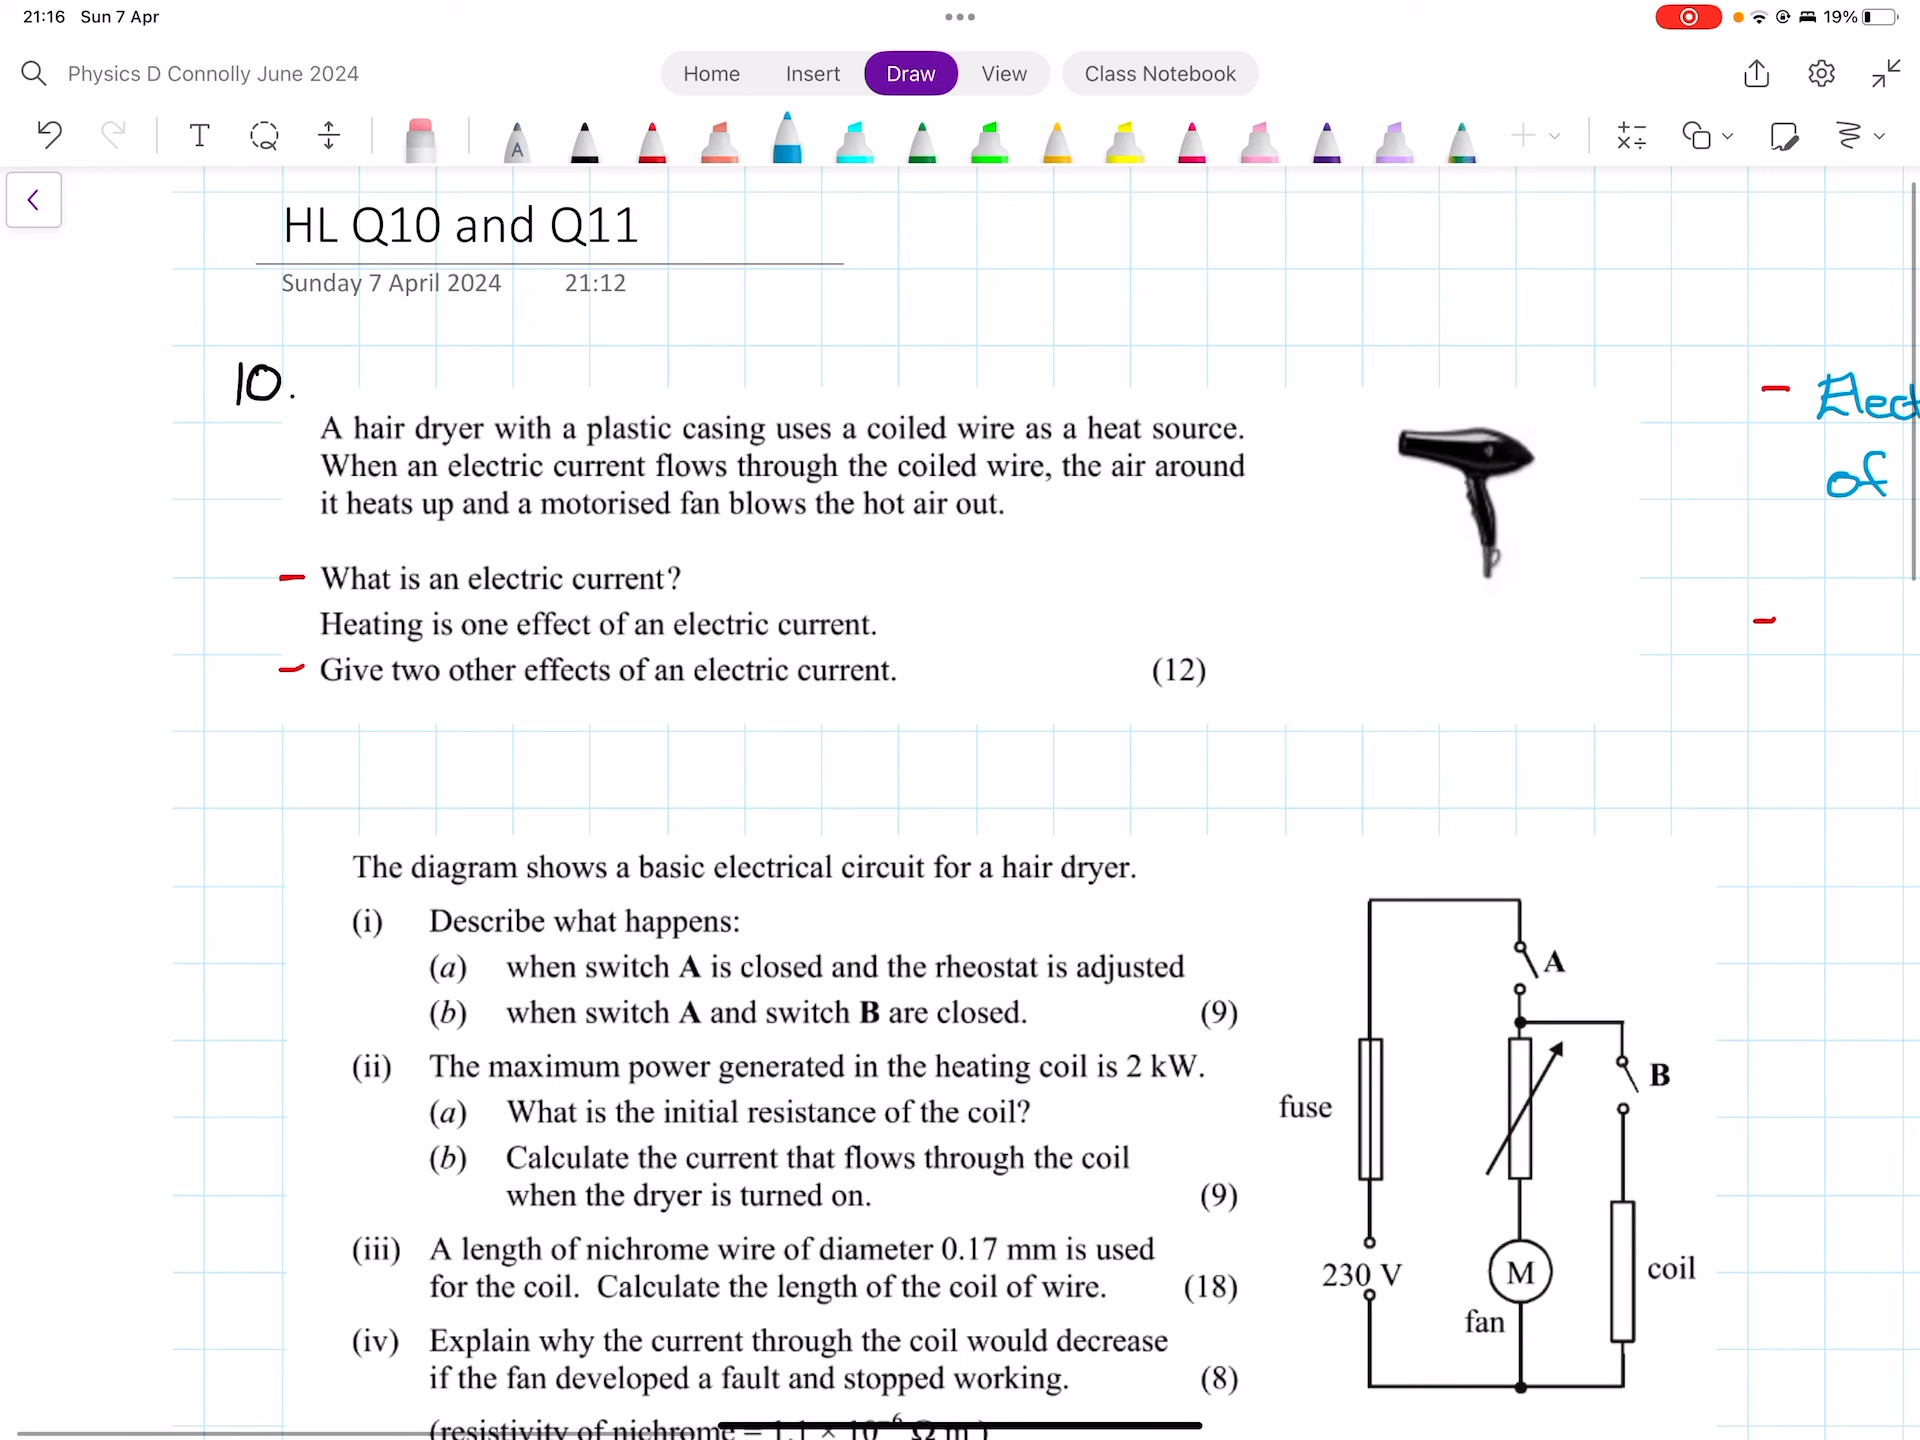 21:16 Sun 7 Apr
19%
Physics D Connolly June 2024
Home Insert Draw View Class Notebook
T
A
HL Q10 and Q11
Sunday 7 April 2024 21:12
10.
A hair dryer with a plastic casing uses a coiled wire as a heat source.
When an electric current flows through the coiled wire, the air around
it heats up and a motorised fan blows the hot air out.
- Elect
of
- What is an electric current?
Heating is one effect of an electric current.
-
- Give two other effects of an electric current. (12)
The diagram shows a basic electrical circuit for a hair dryer.
(i) Describe what happens:
(a) when switch A is closed and the rheostat is adjusted
(b) when switch A and switch B are closed. (9)
(ii) The maximum power generated in the heating coil is 2 kW.
(a) What is the initial resistance of the coil?
(b) Calculate the current that flows through the coil
when the dryer is turned on. (9)
(iii) A length of nichrome wire of diameter 0.17 mm is used
for the coil. Calculate the length of the coil of wire. (18)
(iv) Explain why the current through the coil would decrease
if the fan developed a fault and stopped working. (8)
(resistivity of nichrome = 1.1 × 10⁻⁶ Ω m)
A
B
fuse
230 V
M
fan
coil